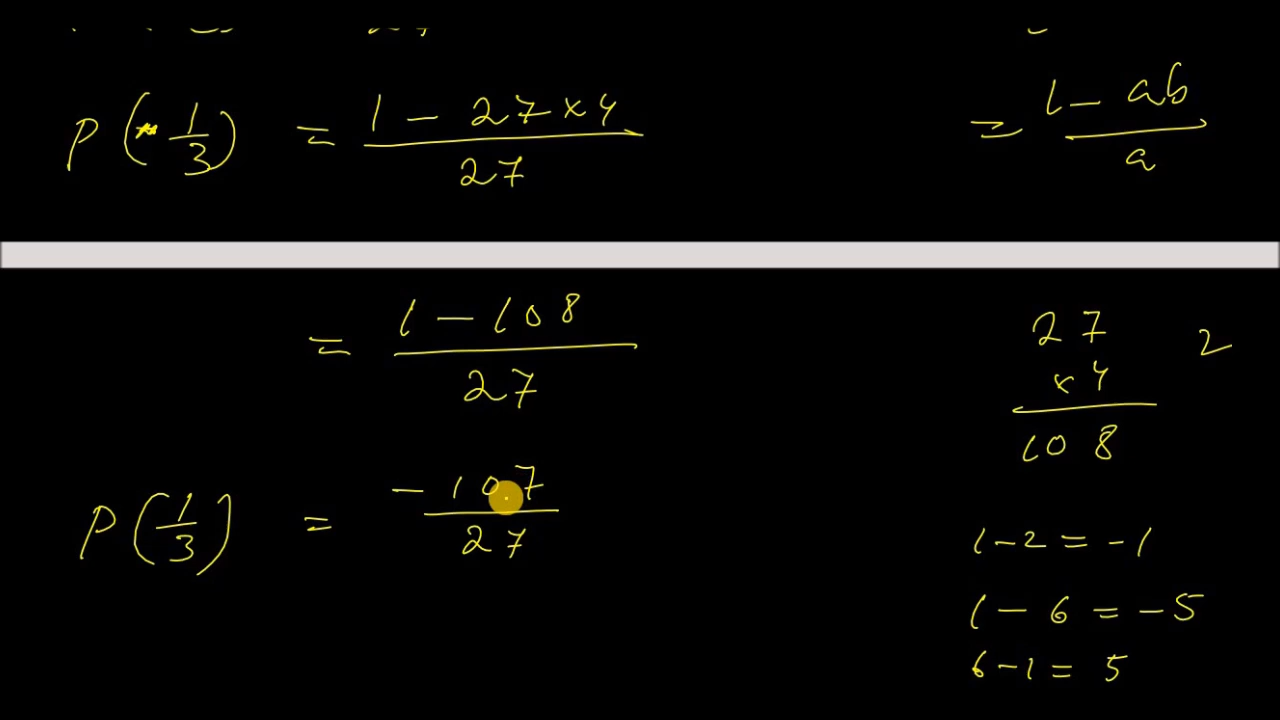 P(1/3) = (1 - 27×4)/27
= (1 - ab)/a
= (1 - 108)/27
27
×4
108
2
P(1/3) = -107/27
1-2 = -1
1 - 6 = -5
6-1 = 5